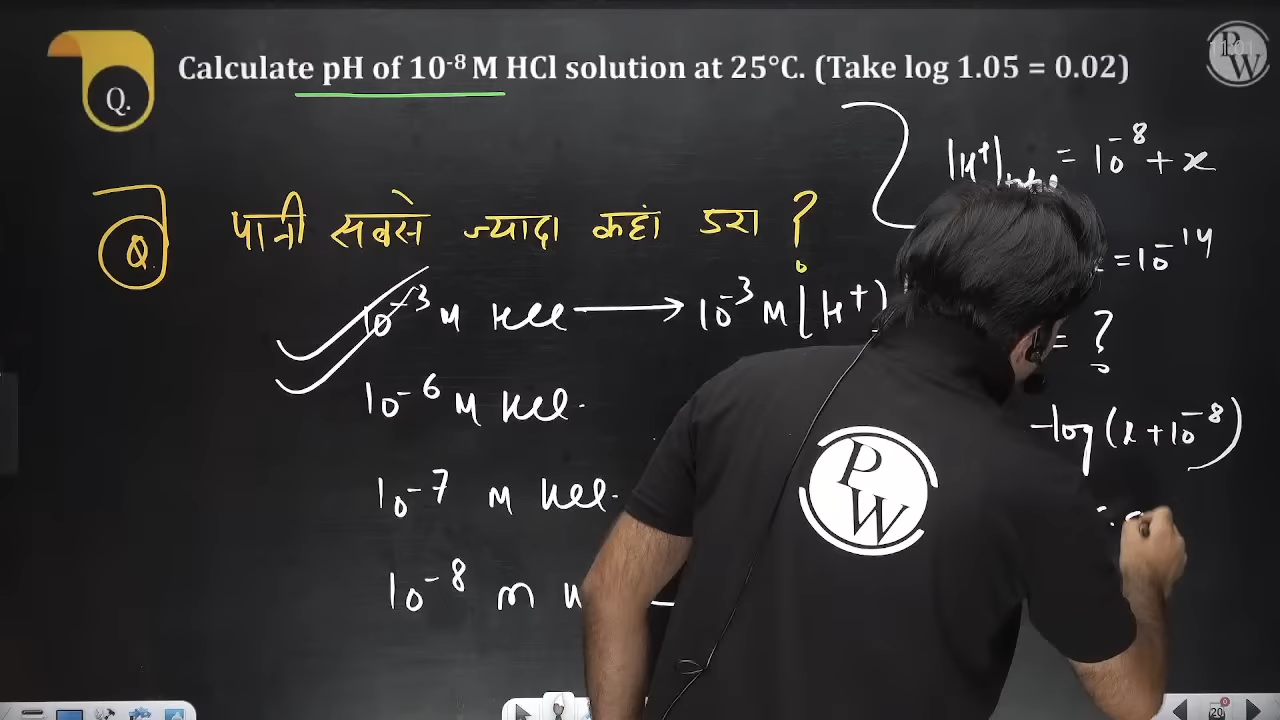 Q. Calculate pH of 10⁻⁸ M HCl solution at 25°C. (Take log 1.05 = 0.02)
PW
|H⁺| = 10⁻⁸ + x
Q. पानी सबसे ज्यादा कहां डरा ?
= 10⁻¹⁴
10⁻³ M HCl → 10⁻³ M [H⁺)
= ?
10⁻⁶ M HCl.
-log(x + 10⁻⁸)
10⁻⁷ M HCl.
10⁻⁸ M
PW
20